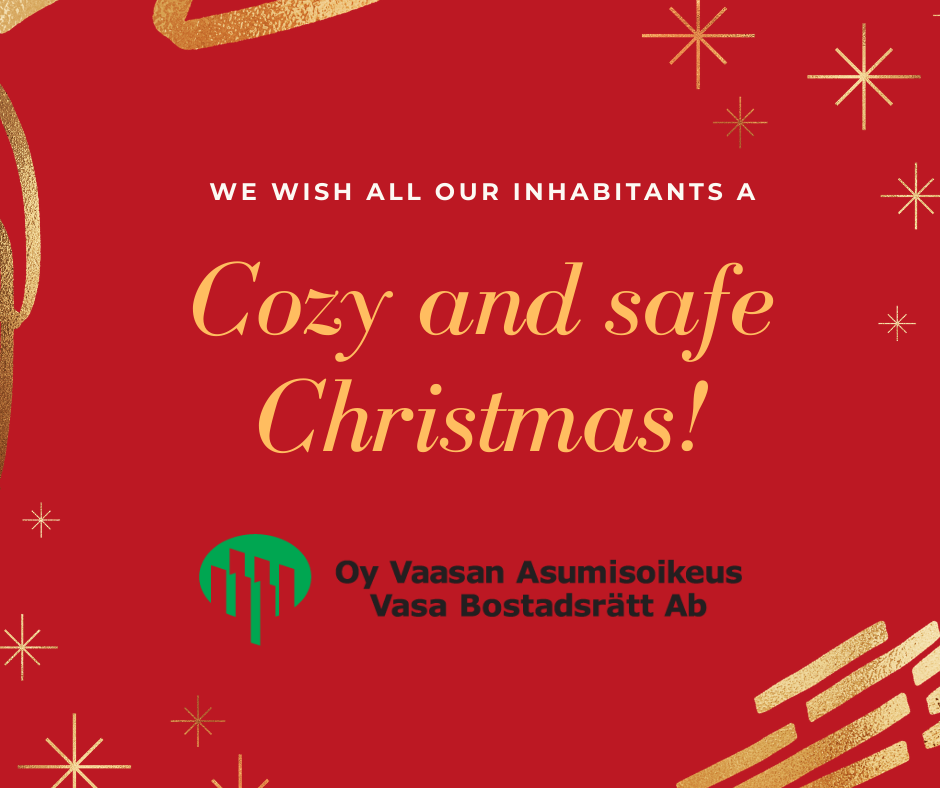 WE WISH ALL OUR INHABITANTS A
Cozy and safe
Christmas!
Oy Vaasan Asumisoikeus
Vasa Bostadsrätt Ab